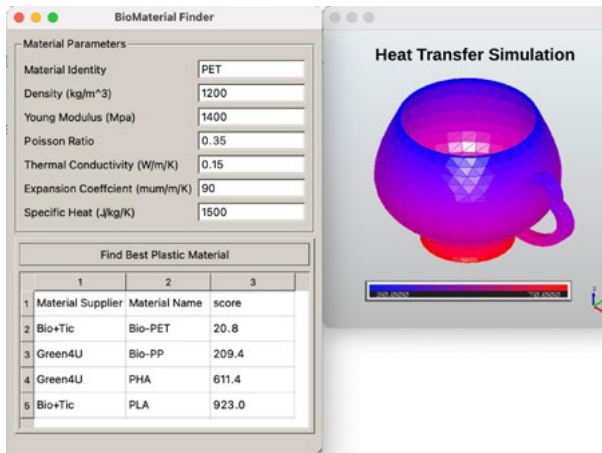 BioMaterial Finder
Material Parameters
Material Identity PET
Density (kg/m^3) 1200
Young Modulus (Mpa) 1400
Poisson Ratio 0.35
Thermal Conductivity (W/m/K) 0.15
Expansion Coeffcient (mum/m/K) 90
Specific Heat (J/kg/K) 1500
Find Best Plastic Material
1 2 3
1 Material Supplier Material Name score
2 Bio+Tic Bio-PET 20.8
3 Green4U Bio-PP 209.4
4 Green4U PHA 611.4
5 Bio+Tic PLA 923.0
Heat Transfer Simulation